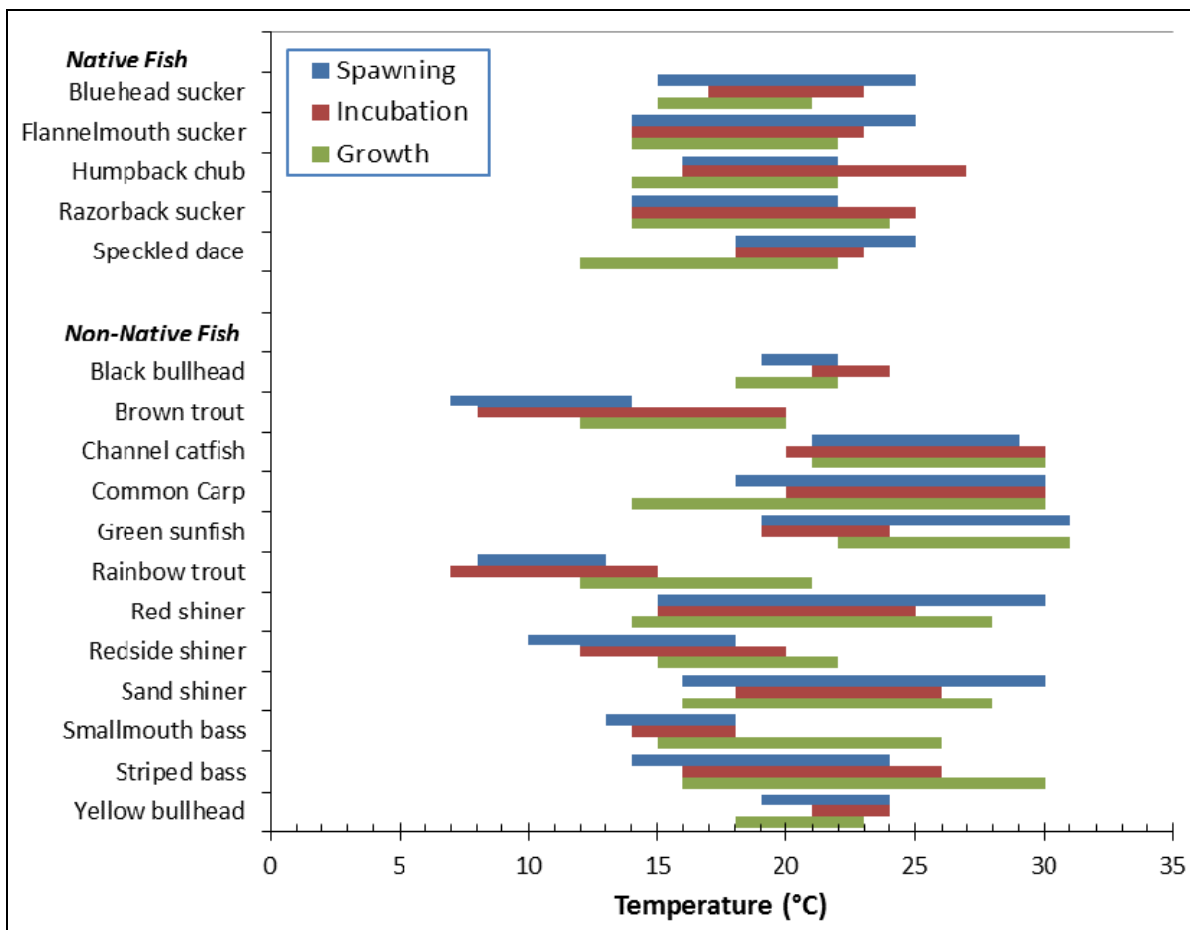 Native Fish
Bluehead sucker
Flannelmouth sucker
Humpback chub
Razorback sucker
Speckled dace
Non-Native Fish
Black bullhead
Brown trout
Channel catfish
Common Carp
Green sunfish
Rainbow trout
Red shiner
Redside shiner
Sand shiner
Smallmouth bass
Striped bass
Yellow bullhead
Spawning
Incubation
Growth
0 5 10 15 20 25 30 35
Temperature (°C)